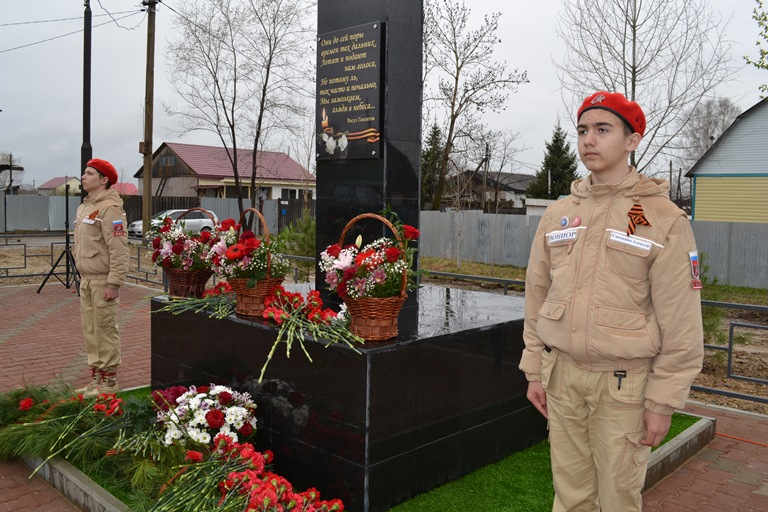 Они до сей поры
времен тех дальних
Летят и подают
нам голоса,
Не потому ль,
так часто и печально,
Мы замолкаем,
глядя в небеса...
Расул Гамзатов
ЮНИОР